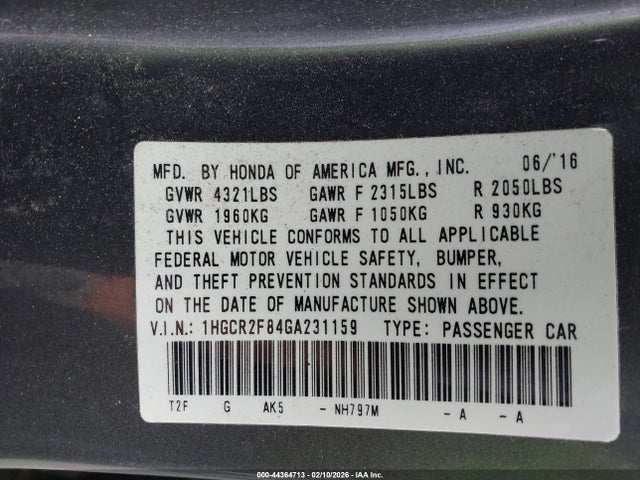 MFD. BY HONDA OF AMERICA MFG., INC. 06/'16
GVWR 4321LBS GAWR F 2315LBS R 2050LBS
GVWR 1960KG GAWR F 1050KG R 930KG
THIS VEHICLE CONFORMS TO ALL APPLICABLE
FEDERAL MOTOR VEHICLE SAFETY, BUMPER,
AND THEFT PREVENTION STANDARDS IN EFFECT
ON THE DATE OF MANUFACTURE SHOWN ABOVE.
V.I.N.: 1HGCR2F84GA231159 TYPE: PASSENGER CAR
T2F G AK5 - NH797M - A - A
000-44364713 - 02/10/2026 - IAA Inc.